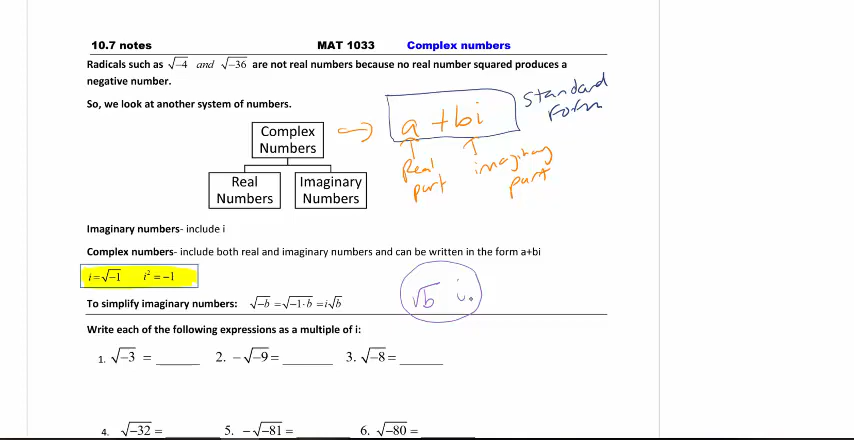 10.7 notes MAT 1033 Complex numbers
Radicals such as √−4 and √−36 are not real numbers because no real number squared produces a
negative number.
So, we look at another system of numbers.
Standard
Form
a + bi
Complex
Numbers
Real
part
imaginary
part
Real
Numbers
Imaginary
Numbers
Imaginary numbers- include i
Complex numbers- include both real and imaginary numbers and can be written in the form a+bi
i = √−1 i² = −1
To simplify imaginary numbers: √−b = √−1·b = i√b
√b i.
Write each of the following expressions as a multiple of i:
1. √−3 = ______ 2. −√−9 = ______ 3. √−8 = ______
4. √−32 = ______ 5. −√−81 = ______ 6. √−80 = ______